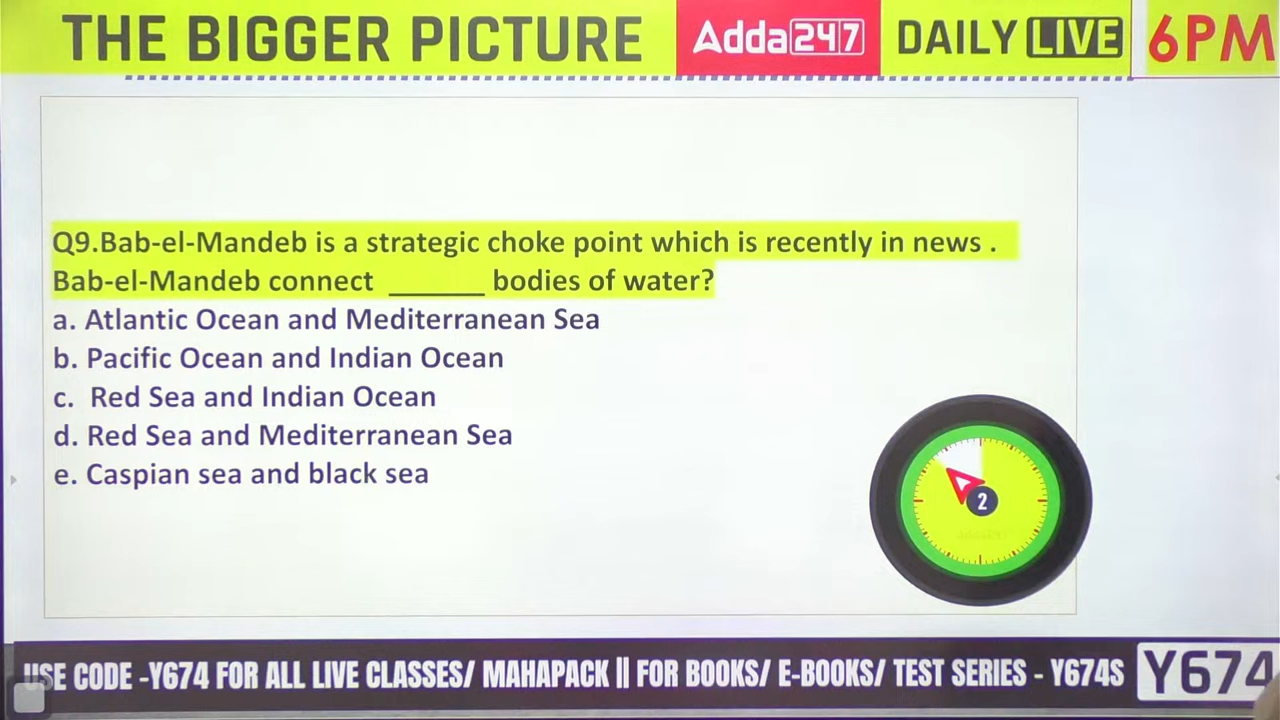 THE BIGGER PICTURE Adda247 DAILY LIVE 6PM
Q9.Bab-el-Mandeb is a strategic choke point which is recently in news .
Bab-el-Mandeb connect ______ bodies of water?
a. Atlantic Ocean and Mediterranean Sea
b. Pacific Ocean and Indian Ocean
c. Red Sea and Indian Ocean
d. Red Sea and Mediterranean Sea
e. Caspian sea and black sea
2
USE CODE -Y674 FOR ALL LIVE CLASSES/ MAHAPACK || FOR BOOKS/ E-BOOKS/ TEST SERIES - Y674S Y674